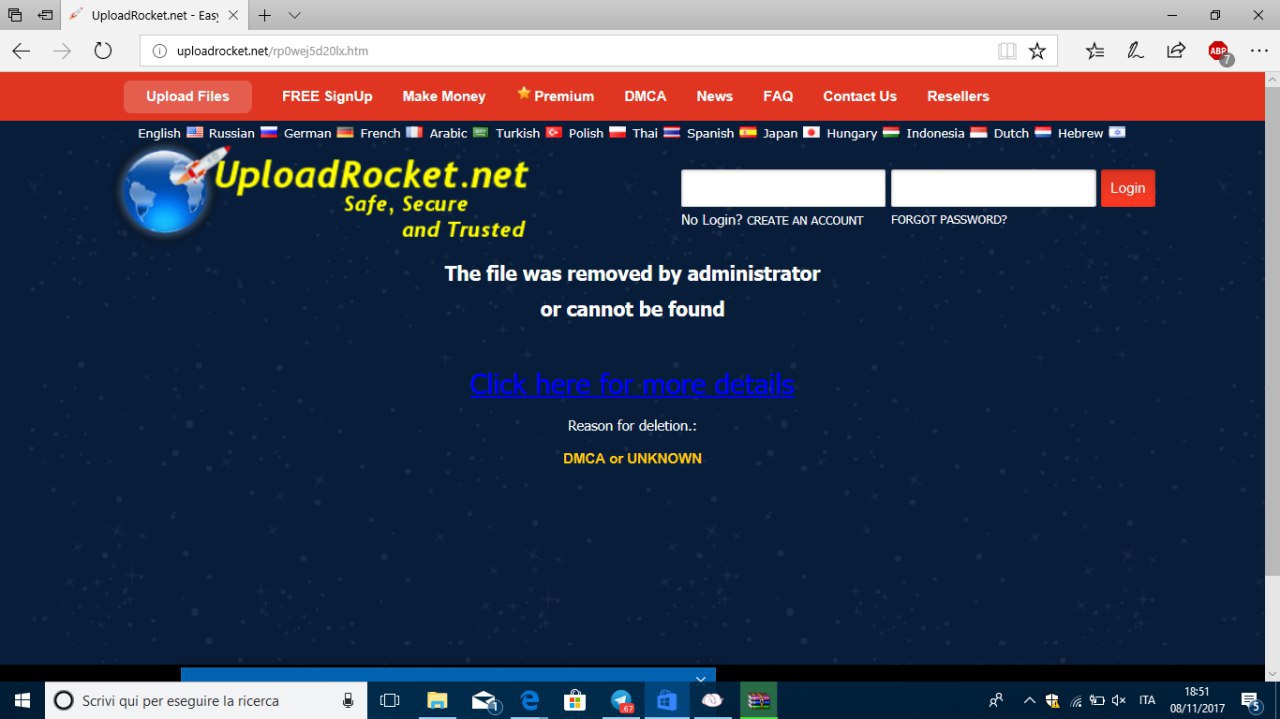 UploadRocket.net - Easy
uploadrocket.net/rp0wej5d20lx.htm
ABP
7
Upload Files FREE SignUp Make Money Premium DMCA News FAQ Contact Us Resellers
English Russian German French Arabic Turkish Polish Thai Spanish Japan Hungary Indonesia Dutch Hebrew
UploadRocket.net
Safe, Secure
and Trusted
Login
No Login? CREATE AN ACCOUNT FORGOT PASSWORD?
The file was removed by administrator
or cannot be found
Click here for more details
Reason for deletion.:
DMCA or UNKNOWN
Scrivi qui per eseguire la ricerca
1
67
ITA
18:51
08/11/2017
5